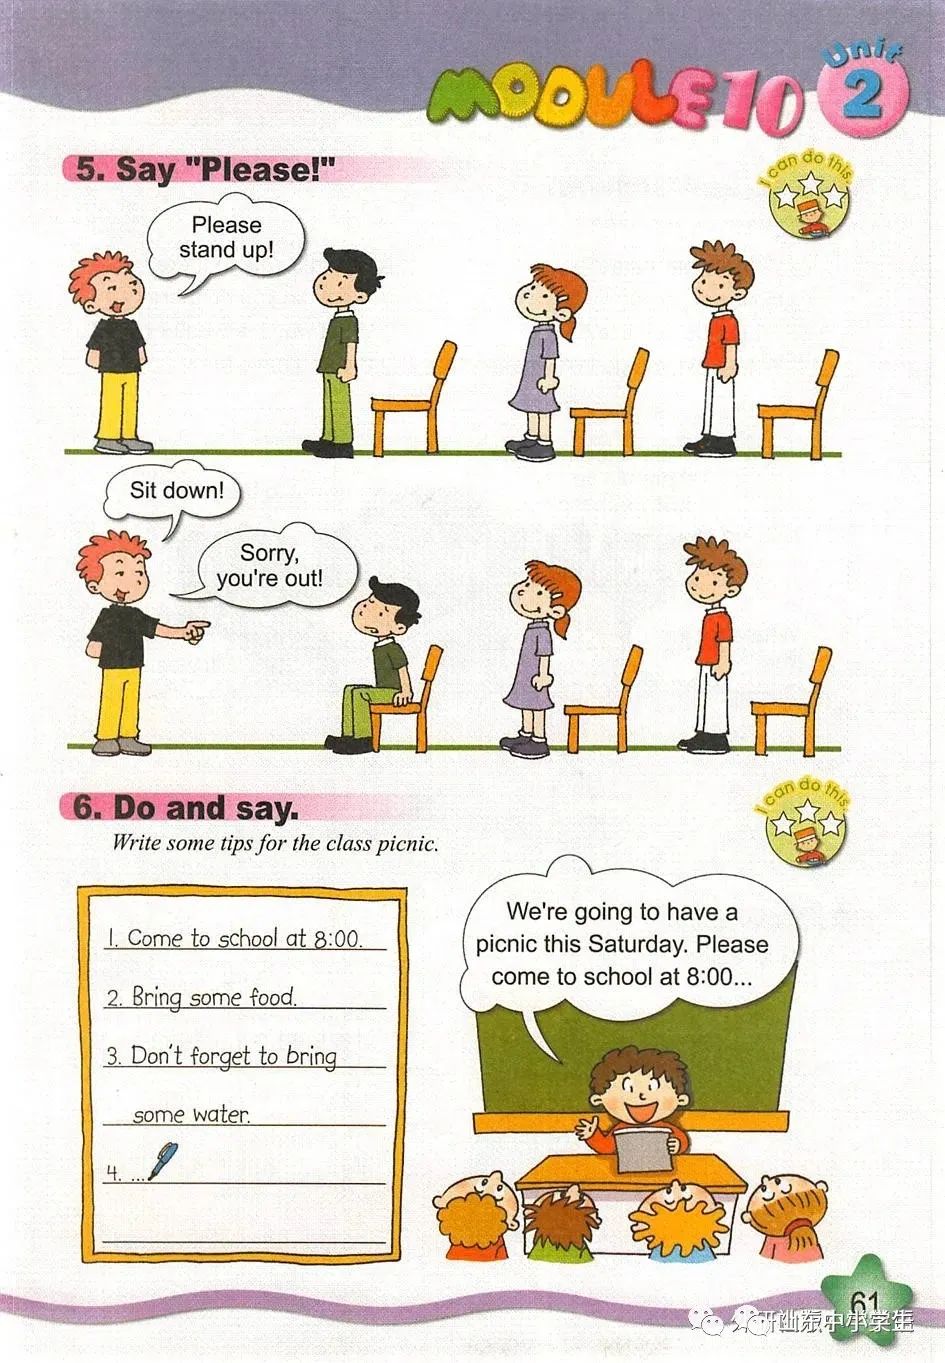 MODULE 10
Unit
2
5. Say "Please!"
I can do this.
Please
stand up!
Sit down!
Sorry,
you're out!
6. Do and say.
I can do this.
Write some tips for the class picnic.
1. Come to school at 8:00.
2. Bring some food.
3. Don't forget to bring
some water.
4. ...
We're going to have a
picnic this Saturday. Please
come to school at 8:00...
61
中小学生